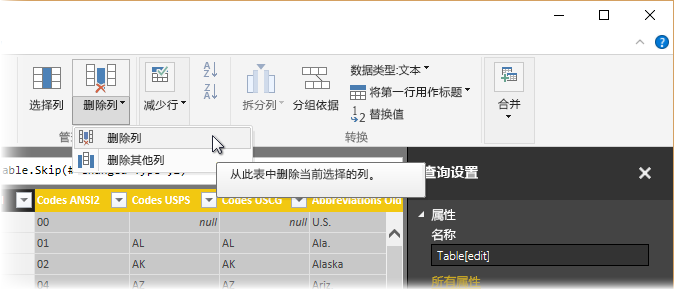 选择列
删除列
减少行
A Z
Z A
拆分列
分组依据
数据类型:文本
将第一行用作标题
1 2 替换值
合并
转换
删除列
删除其他列
从此表中删除当前选择的列。
able.Skip(#
查询设置
Codes ANSI2 Codes USPS Codes USCG Abbreviations Old
00 null null U.S.
01 AL AL Ala.
02 AK AK Alaska
04 AZ AZ Ariz
属性
名称
Table[edit]
所有属性